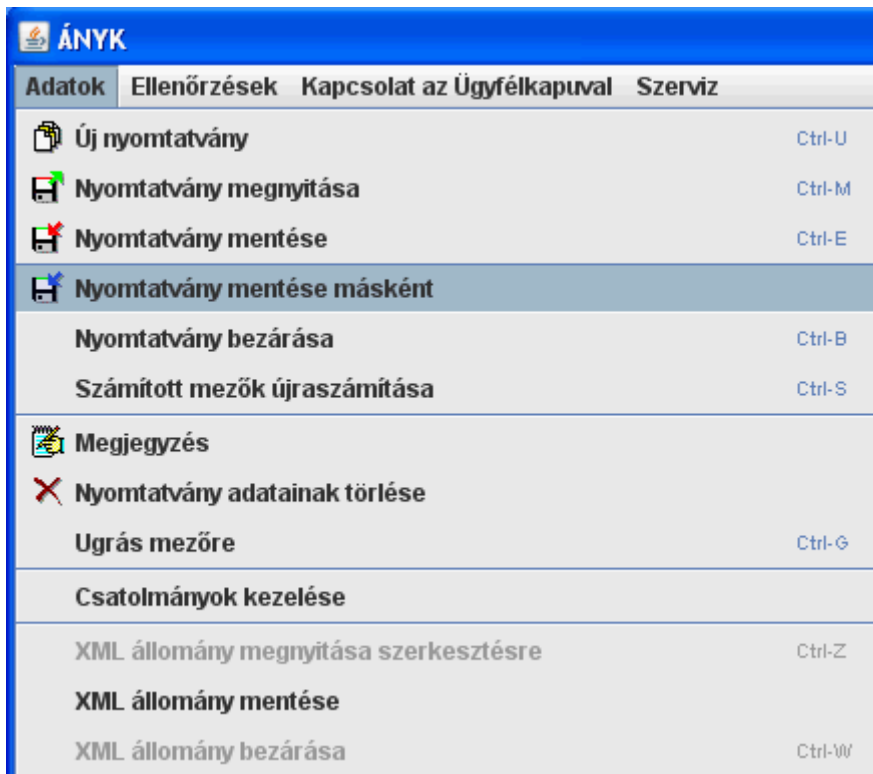 ÁNYK
Adatok Ellenőrzések Kapcsolat az Ügyfélkapuval Szerviz
Új nyomtatvány Ctrl-U
Nyomtatvány megnyitása Ctrl-M
Nyomtatvány mentése Ctrl-E
Nyomtatvány mentése másként
Nyomtatvány bezárása Ctrl-B
Számított mezők újraszámítása Ctrl-S
Megjegyzés
Nyomtatvány adatainak törlése
Ugrás mezőre Ctrl-G
Csatolmányok kezelése
XML állomány megnyitása szerkesztésre Ctrl-Z
XML állomány mentése
XML állomány bezárása Ctrl-W